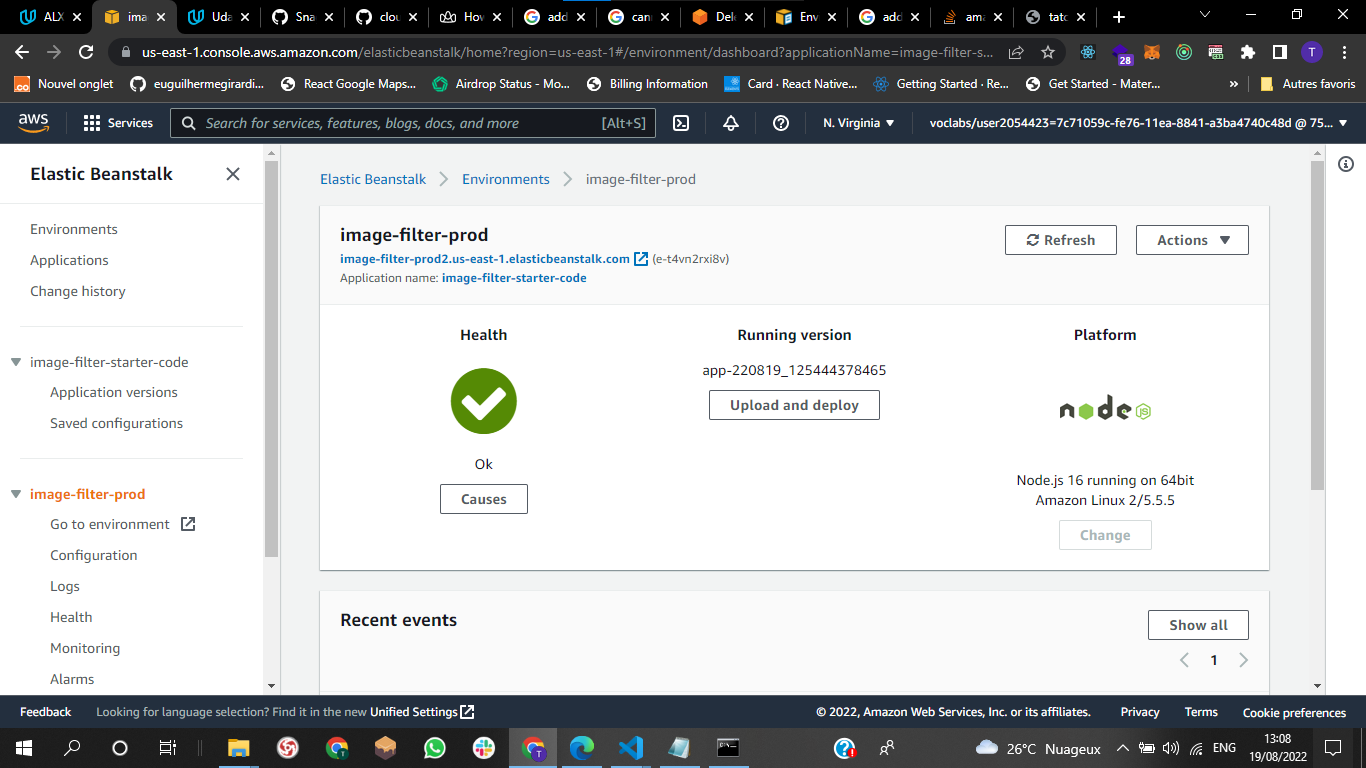 ALX
ima
Uda
Sna
clou
How
add
cann
Dele
Env
add
ama
tato
us-east-1.console.aws.amazon.com/elasticbeanstalk/home?region=us-east-1#/environment/dashboard?applicationName=image-filter-s...
28
T
Nouvel onglet
euguilhermegirardi...
React Google Maps...
Airdrop Status - Mo...
Billing Information
Card · React Native...
Getting Started · Re...
Get Started - Mater...
»
Autres favoris
aws
Services
Search for services, features, blogs, docs, and more
[Alt+S]
N. Virginia
voclabs/user2054423=7c71059c-fe76-11ea-8841-a3ba4740c48d @ 75...
Elastic Beanstalk
Environments
Applications
Change history
image-filter-starter-code
Application versions
Saved configurations
image-filter-prod
Go to environment
Configuration
Logs
Health
Monitoring
Alarms
Elastic Beanstalk
Environments
image-filter-prod
image-filter-prod
image-filter-prod2.us-east-1.elasticbeanstalk.com (e-t4vn2rxi8v)
Application name: image-filter-starter-code
Refresh
Actions
Health
Ok
Causes
Running version
app-220819_125444378465
Upload and deploy
Platform
node
JS
Node.js 16 running on 64bit
Amazon Linux 2/5.5.5
Change
Recent events
Show all
1
Feedback
Looking for language selection? Find it in the new Unified Settings
© 2022, Amazon Web Services, Inc. or its affiliates.
Privacy
Terms
Cookie preferences
26°C Nuageux
ENG
13:08
19/08/2022